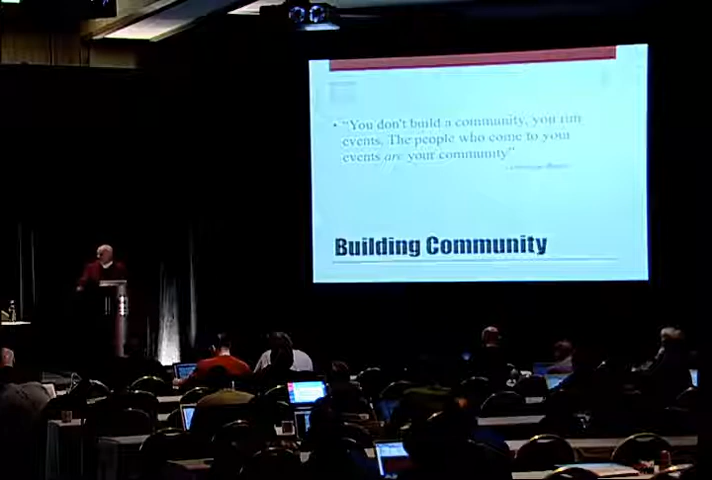 • "You don't build a community, you run
events. The people who come to your
events are your community"
Building Community